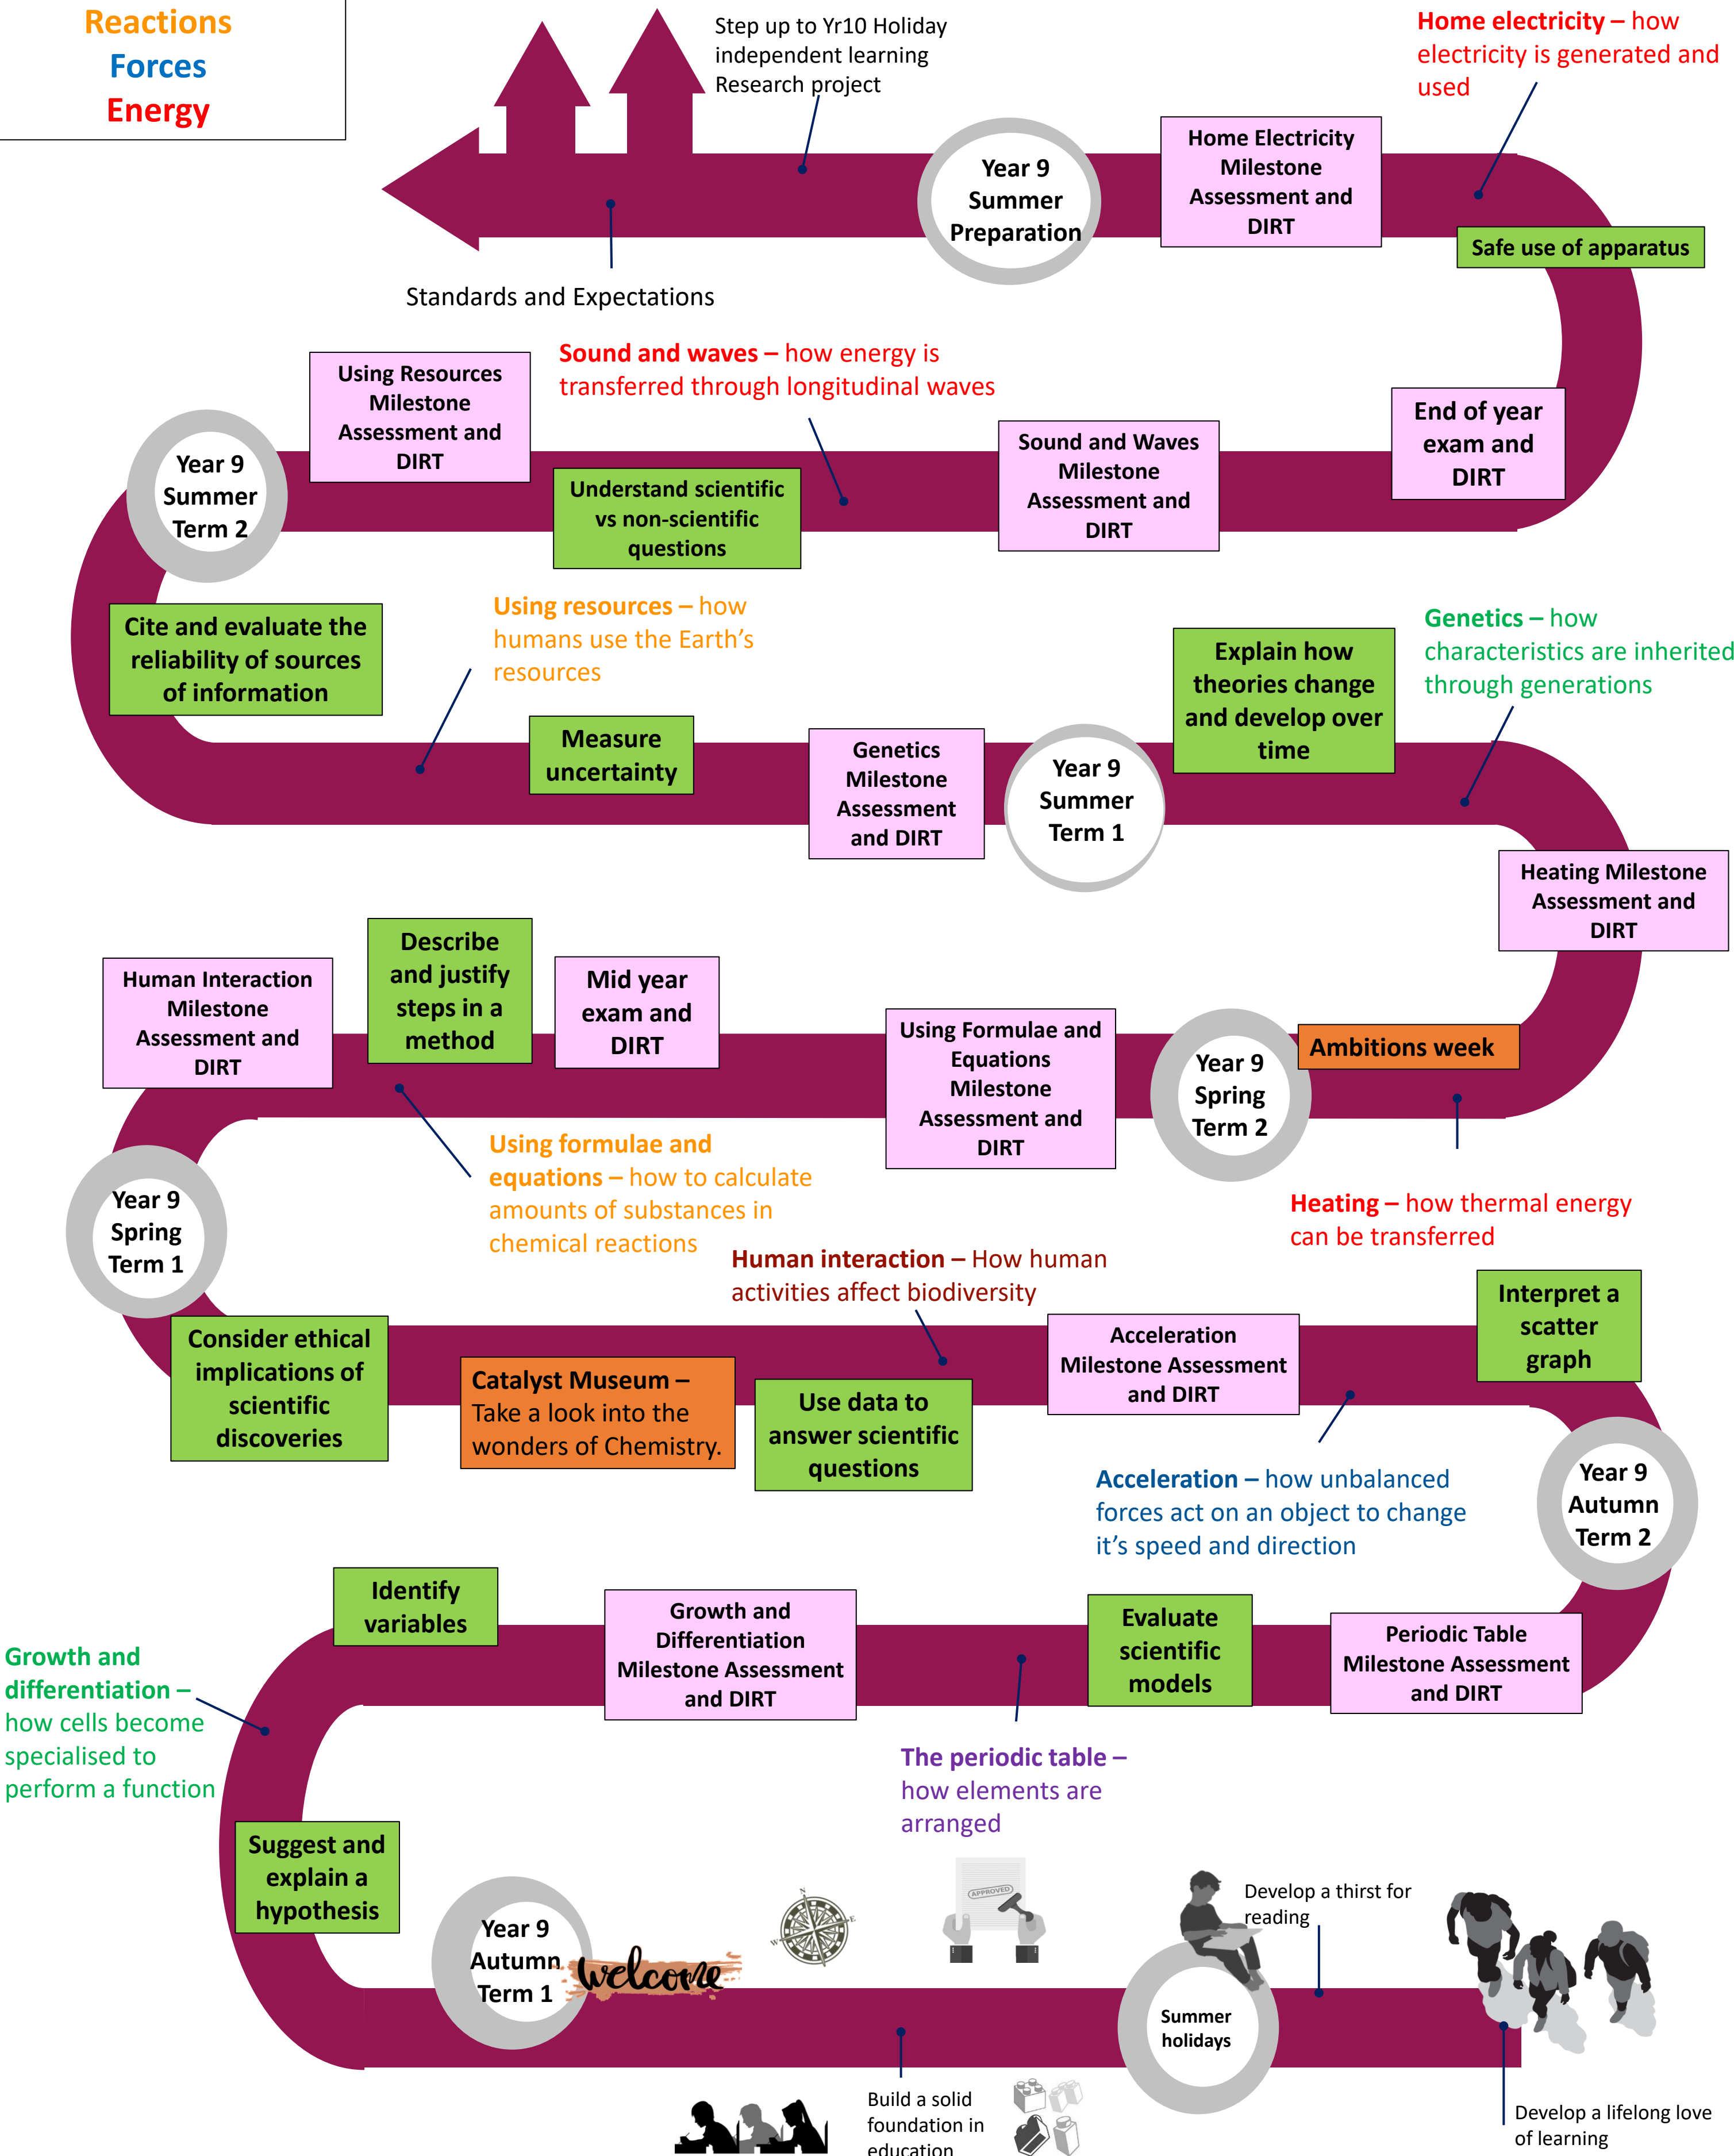 Reactions
Forces
Energy
Step up to Yr10 Holiday
independent learning
Research project
Home electricity – how
electricity is generated and
used
Year 9
Summer
Preparation
Home Electricity
Milestone
Assessment and
DIRT
Safe use of apparatus
Standards and Expectations
Using Resources
Milestone
Assessment and
DIRT
Sound and waves – how energy is
transferred through longitudinal waves
Sound and Waves
Milestone
Assessment and
DIRT
End of year
exam and
DIRT
Year 9
Summer
Term 2
Understand scientific
vs non-scientific
questions
Cite and evaluate the
reliability of sources
of information
Using resources – how
humans use the Earth's
resources
Measure
uncertainty
Genetics
Milestone
Assessment
and DIRT
Year 9
Summer
Term 1
Explain how
theories change
and develop over
time
Genetics – how
characteristics are inherited
through generations
Heating Milestone
Assessment and
DIRT
Human Interaction
Milestone
Assessment and
DIRT
Describe
and justify
steps in a
method
Mid year
exam and
DIRT
Using Formulae and
Equations
Milestone
Assessment and
DIRT
Year 9
Spring
Term 2
Ambitions week
Year 9
Spring
Term 1
Using formulae and
equations – how to calculate
amounts of substances in
chemical reactions
Heating – how thermal energy
can be transferred
Human interaction – How human
activities affect biodiversity
Consider ethical
implications of
scientific
discoveries
Catalyst Museum –
Take a look into the
wonders of Chemistry.
Use data to
answer scientific
questions
Acceleration
Milestone Assessment
and DIRT
Interpret a
scatter
graph
Acceleration – how unbalanced
forces act on an object to change
it's speed and direction
Year 9
Autumn
Term 2
Identify
variables
Growth and
Differentiation
Milestone Assessment
and DIRT
Evaluate
scientific
models
Periodic Table
Milestone Assessment
and DIRT
Growth and
differentiation –
how cells become
specialised to
perform a function
The periodic table –
how elements are
arranged
Suggest and
explain a
hypothesis
Year 9
Autumn
Term 1
welcome
N
E
S
W
APPROVED
Develop a thirst for
reading
Summer
holidays
Build a solid
foundation in
education
Develop a lifelong love
of learning